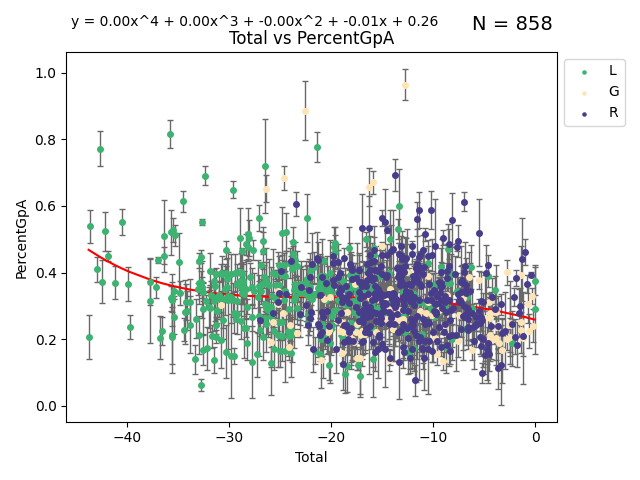 y = 0.00x^4 + 0.00x^3 + -0.00x^2 + -0.01x + 0.26
N = 858
Total vs PercentGpA
L
G
R
PercentGpA
1.0
0.8
0.6
0.4
0.2
0.0
−40
−30
−20
−10
0
Total